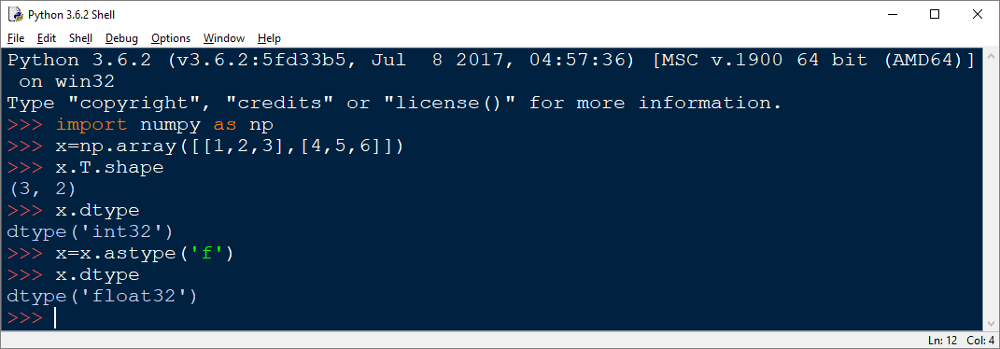 Python 3.6.2 Shell
File Edit Shell Debug Options Window Help
Python 3.6.2 (v3.6.2:5fd33b5, Jul  8 2017, 04:57:36) [MSC v.1900 64 bit (AMD64)]
 on win32
Type "copyright", "credits" or "license()" for more information.
>>> import numpy as np
>>> x=np.array([[1,2,3],[4,5,6]])
>>> x.T.shape
(3, 2)
>>> x.dtype
dtype('int32')
>>> x=x.astype('f')
>>> x.dtype
dtype('float32')
>>>
Ln: 12 Col: 4